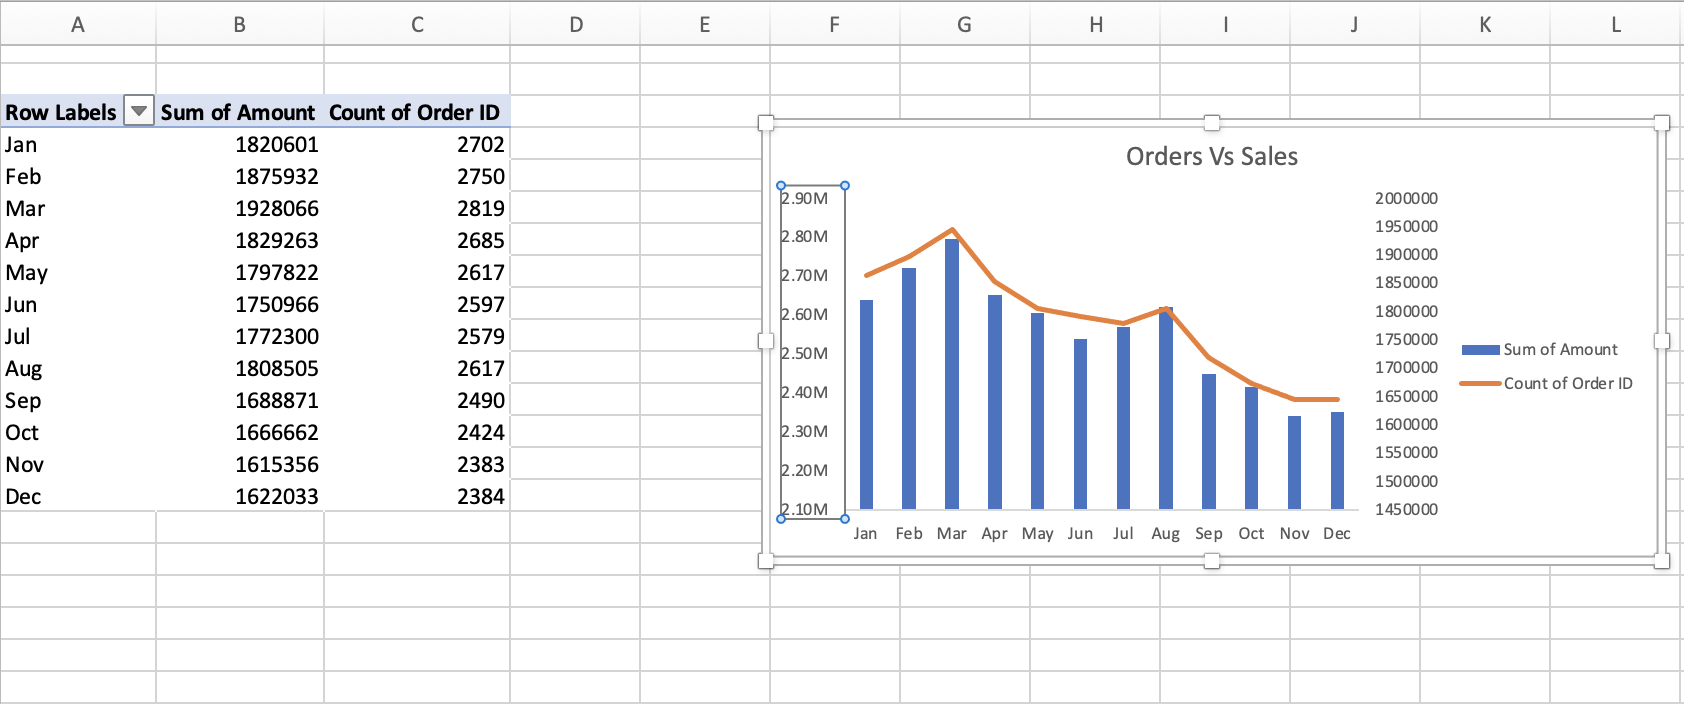 A B C D E F G H I J K L
Row Labels Sum of Amount Count of Order ID
Jan 1820601 2702
Feb 1875932 2750
Mar 1928066 2819
Apr 1829263 2685
May 1797822 2617
Jun 1750966 2597
Jul 1772300 2579
Aug 1808505 2617
Sep 1688871 2490
Oct 1666662 2424
Nov 1615356 2383
Dec 1622033 2384
Orders Vs Sales
2.90M
2.80M
2.70M
2.60M
2.50M
2.40M
2.30M
2.20M
2.10M
2000000
1950000
1900000
1850000
1800000
1750000
1700000
1650000
1600000
1550000
1500000
1450000
Jan Feb Mar Apr May Jun Jul Aug Sep Oct Nov Dec
Sum of Amount
Count of Order ID